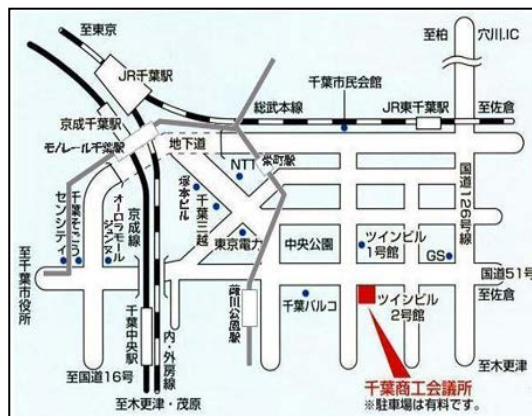 至東京
至柏
穴川.IC
JR千葉駅
千葉市民会館
総武本線
JR東千葉駅
至佐倉
京成千葉駅
モノレール千葉駅
地下道
NTT
栄町駅
国道126号線
塚本ビル
千葉三越
東京電力
中央公園
ツインビル
1号館
GS
国道51号
至佐倉
センシティ
千葉そごう
オーロラモール
ジュンヌ
京成線
至千葉市役所
千葉中央駅
内・外房線
葭川公園駅
千葉パルコ
ツインビル
2号館
至国道16号
千葉商工会議所
至木更津
※駐車場は有料です。
至木更津・茂原